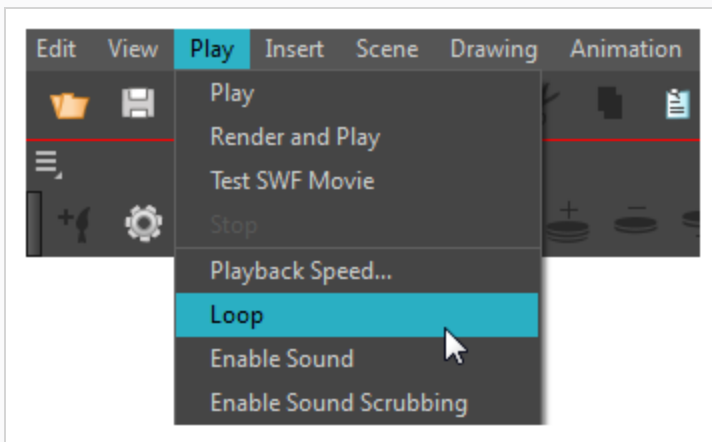 Edit View Play Insert Scene Drawing Animation
Play
Render and Play
Test SWF Movie
Stop
Playback Speed...
Loop
Enable Sound
Enable Sound Scrubbing